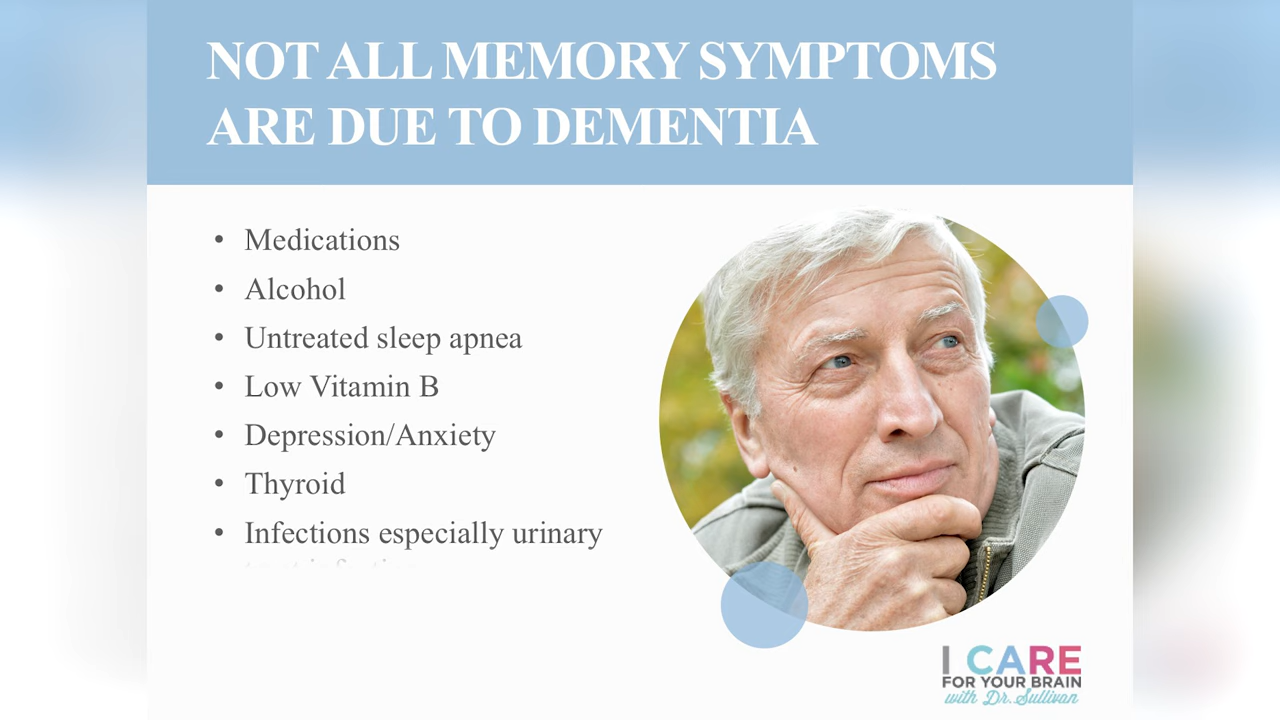 NOT ALL MEMORY SYMPTOMS
ARE DUE TO DEMENTIA
• Medications
• Alcohol
• Untreated sleep apnea
• Low Vitamin B
• Depression/Anxiety
• Thyroid
• Infections especially urinary
I CARE
FOR YOUR BRAIN
with Dr. Sullivan